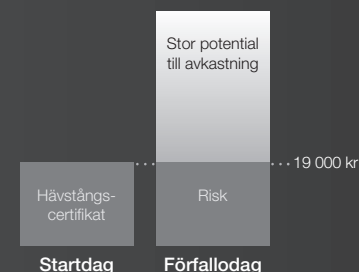 Stor potential
till avkastning
19 000 kr
Hävstångs-
certifikat
Risk
Startdag
Förfallodag